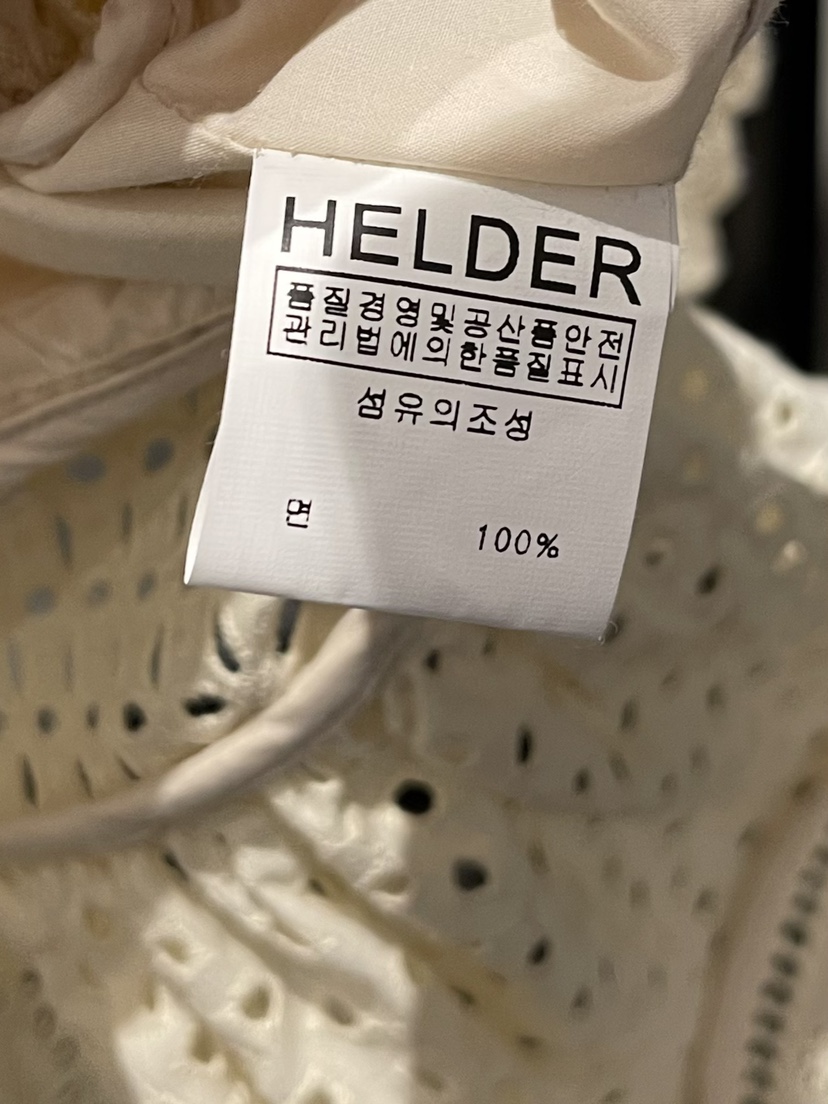 HELDER
품질경영및공산품안전
관리법에의한품질표시
섬유의조성
면 100%